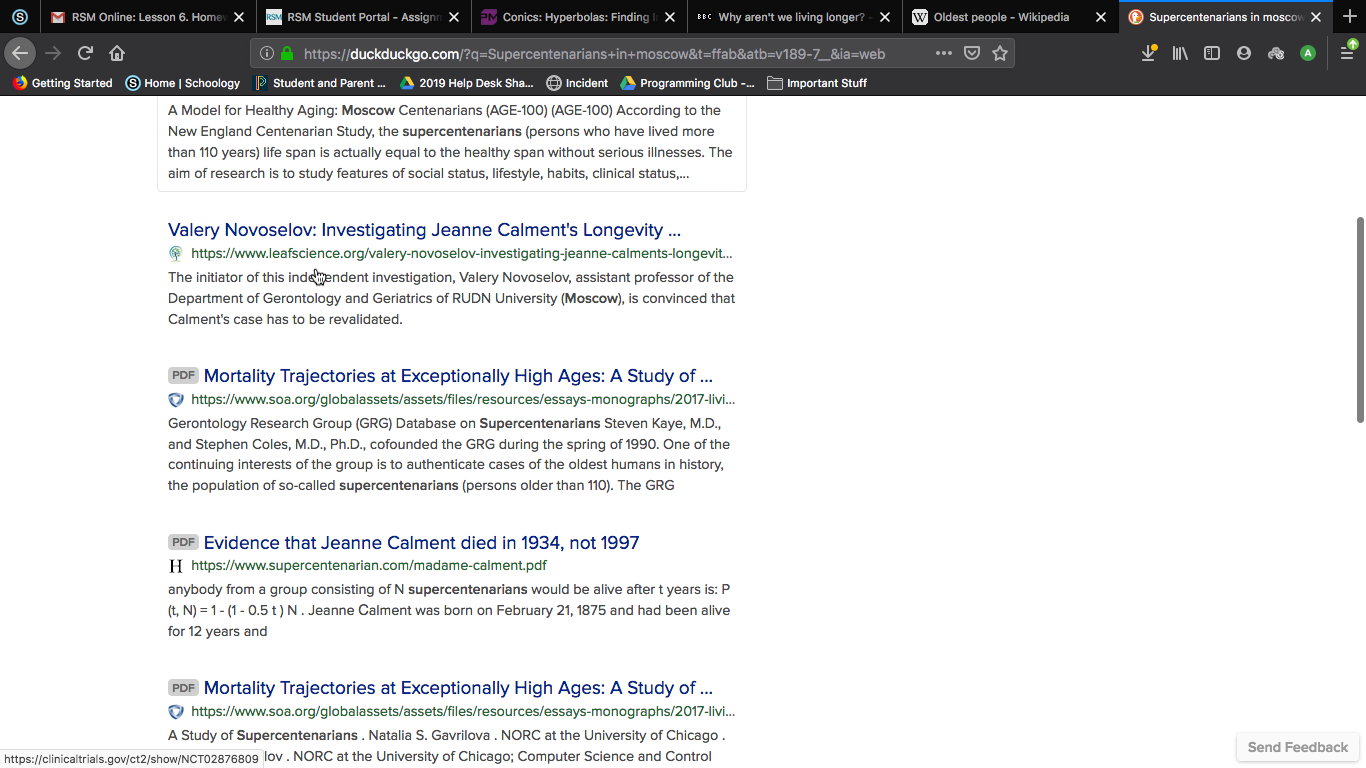 RSM Online: Lesson 6. Home
RSM Student Portal - Assignm
Conics: Hyperbolas: Finding
BBC Why aren't we living longer? -
W Oldest people - Wikipedia
Supercentenarians in moscow
https://duckduckgo.com/?q=Supercentenarians+in+moscow&t=ffab&atb=v189-7__&ia=web
Getting Started
Home | Schoology
Student and Parent ...
2019 Help Desk Sha...
Incident
Programming Club -...
Important Stuff
A Model for Healthy Aging: Moscow Centenarians (AGE-100) (AGE-100) According to the
New England Centenarian Study, the supercentenarians (persons who have lived more
than 110 years) life span is actually equal to the healthy span without serious illnesses. The
aim of research is to study features of social status, lifestyle, habits, clinical status,...
Valery Novoselov: Investigating Jeanne Calment's Longevity ...
https://www.leafscience.org/valery-novoselov-investigating-jeanne-calments-longevit...
The initiator of this independent investigation, Valery Novoselov, assistant professor of the
Department of Gerontology and Geriatrics of RUDN University (Moscow), is convinced that
Calment's case has to be revalidated.
PDF Mortality Trajectories at Exceptionally High Ages: A Study of ...
https://www.soa.org/globalassets/assets/files/resources/essays-monographs/2017-livi...
Gerontology Research Group (GRG) Database on Supercentenarians Steven Kaye, M.D.,
and Stephen Coles, M.D., Ph.D., cofounded the GRG during the spring of 1990. One of the
continuing interests of the group is to authenticate cases of the oldest humans in history,
the population of so-called supercentenarians (persons older than 110). The GRG
PDF Evidence that Jeanne Calment died in 1934, not 1997
H https://www.supercentenarian.com/madame-calment.pdf
anybody from a group consisting of N supercentenarians would be alive after t years is: P
(t, N) = 1 - (1 - 0.5 t ) N . Jeanne Calment was born on February 21, 1875 and had been alive
for 12 years and
PDF Mortality Trajectories at Exceptionally High Ages: A Study of ...
https://www.soa.org/globalassets/assets/files/resources/essays-monographs/2017-livi...
A Study of Supercentenarians . Natalia S. Gavrilova . NORC at the University of Chicago .
lov . NORC at the University of Chicago; Computer Science and Control
https://clinicaltrials.gov/ct2/show/NCT02876809
Send Feedback